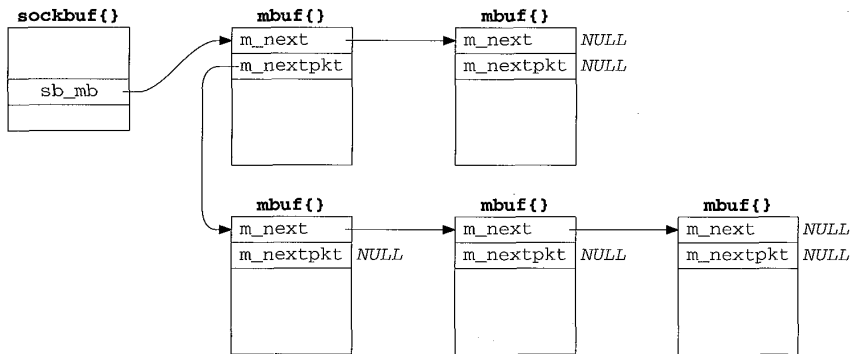 sockbuf{} mbuf{} mbuf{}
m_next m_next NULL
m_nextpkt m_nextpkt NULL
sb_mb
mbuf{} mbuf{} mbuf{}
m_next m_next m_next NULL
m_nextpkt NULL m_nextpkt NULL m_nextpkt NULL